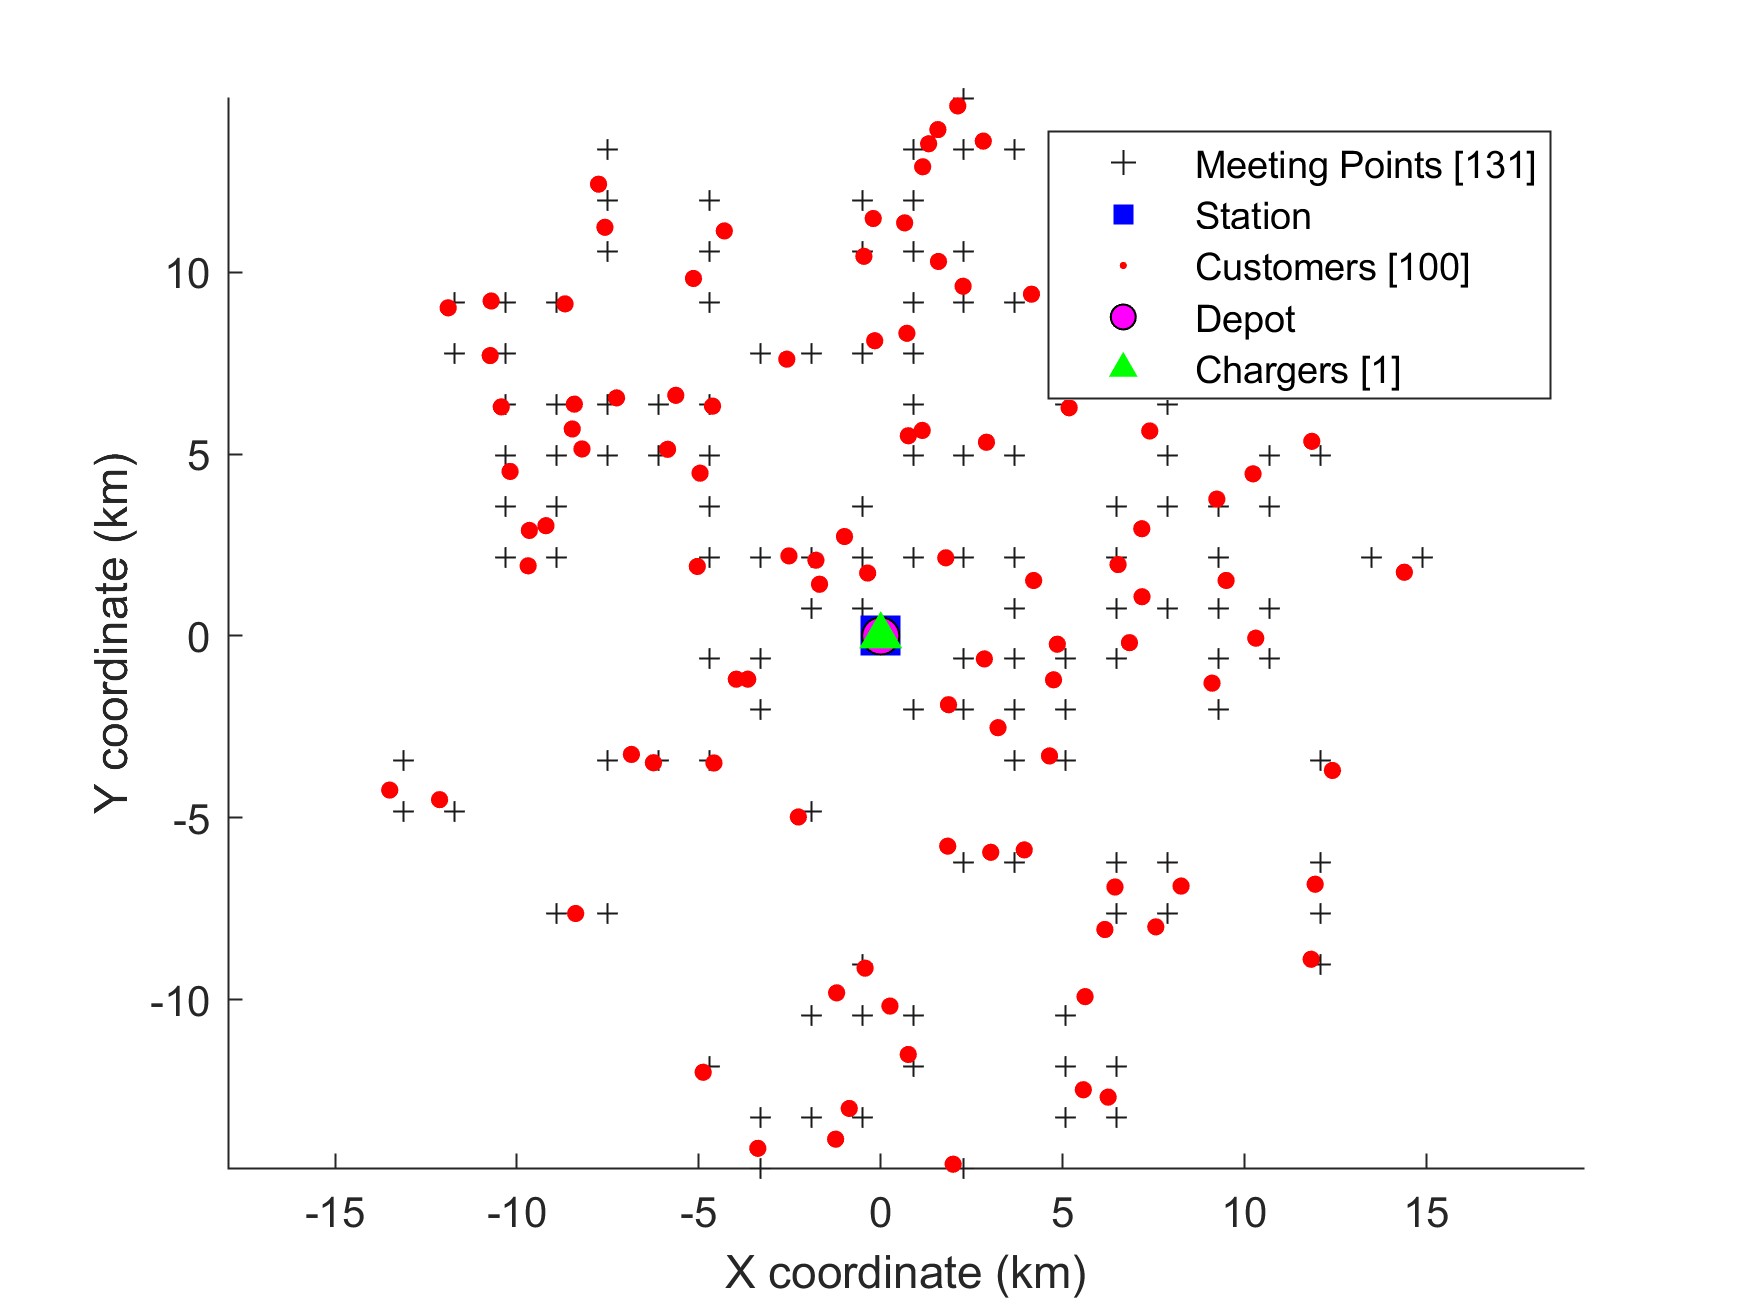 Meeting Points [131]
Station
Customers [100]
Depot
Chargers [1]
10
5
0
-5
-10
Y coordinate (km)
-15 -10 -5 0 5 10 15
X coordinate (km)